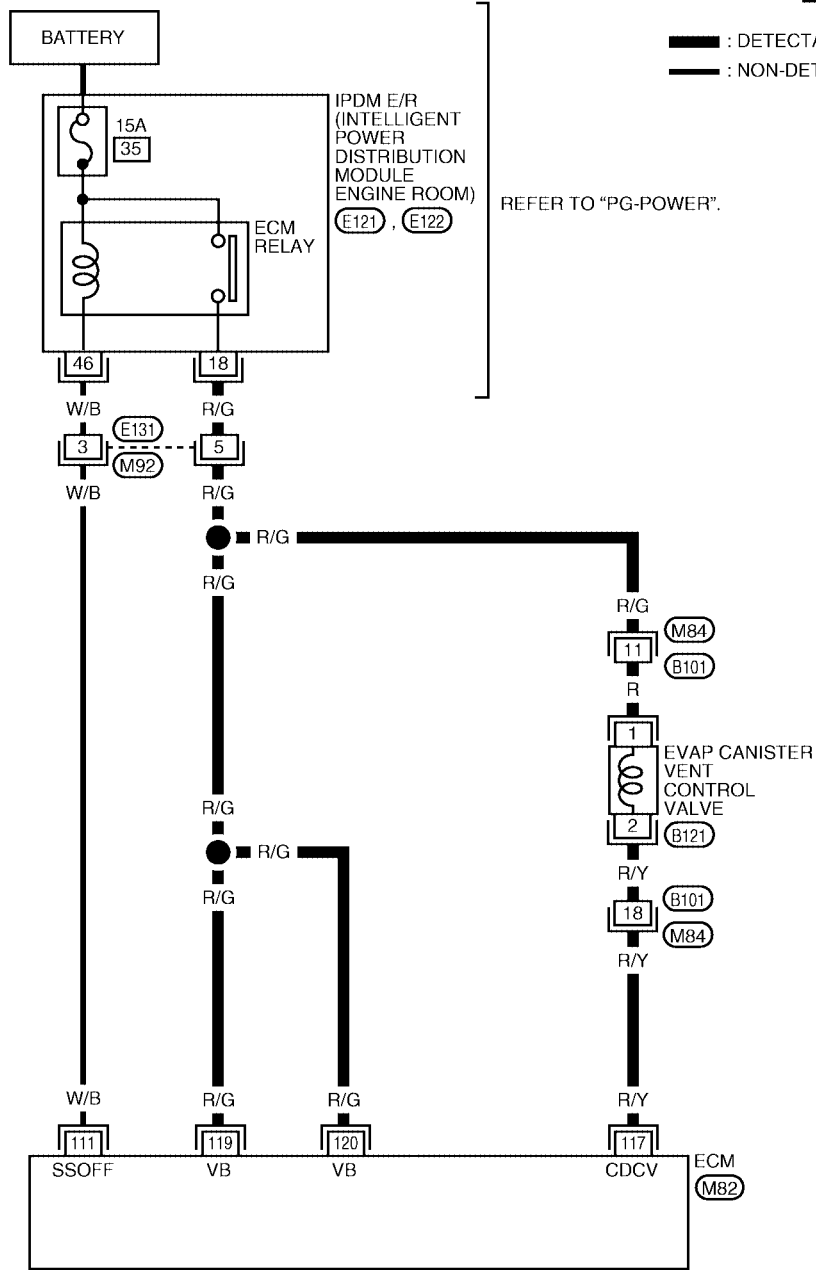 BATTERY
: DETECTA
: NON-DET
IPDM E/R
(INTELLIGENT
POWER
DISTRIBUTION
MODULE
ENGINE ROOM)
E121 , E122
15A
35
REFER TO “PG-POWER”.
ECM
RELAY
46
18
W/B
R/G
3
E131
M92
5
W/B
R/G
R/G
R/G
R/G
M84
11
B101
R
1
EVAP CANISTER
VENT
CONTROL
VALVE
2
B121
R/G
R/G
R/G
R/Y
B101
18
M84
R/Y
W/B
R/G
R/G
R/Y
111
119
120
117
SSOFF
VB
VB
CDCV
ECM
M82